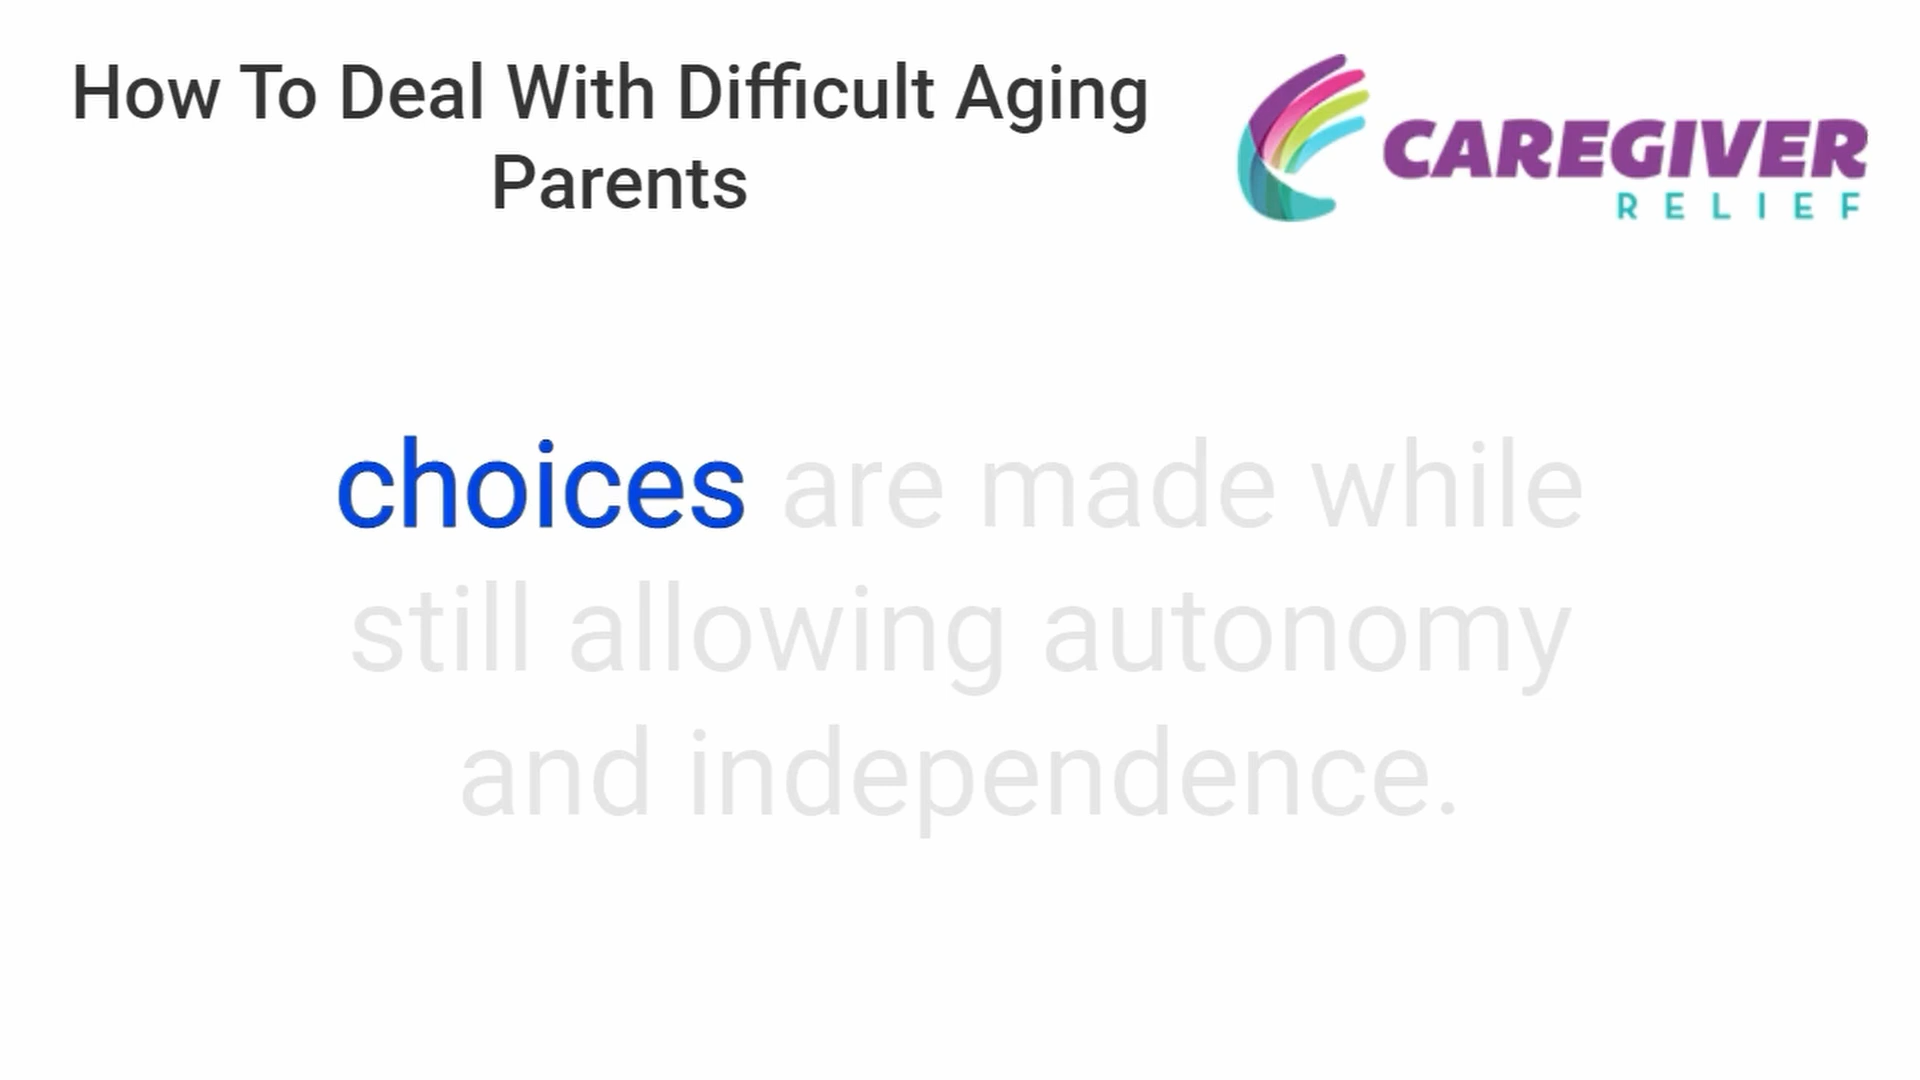 How To Deal With Difficult Aging
Parents
CAREGIVER
RELIEF
choices are made while
still allowing autonomy
and independence.